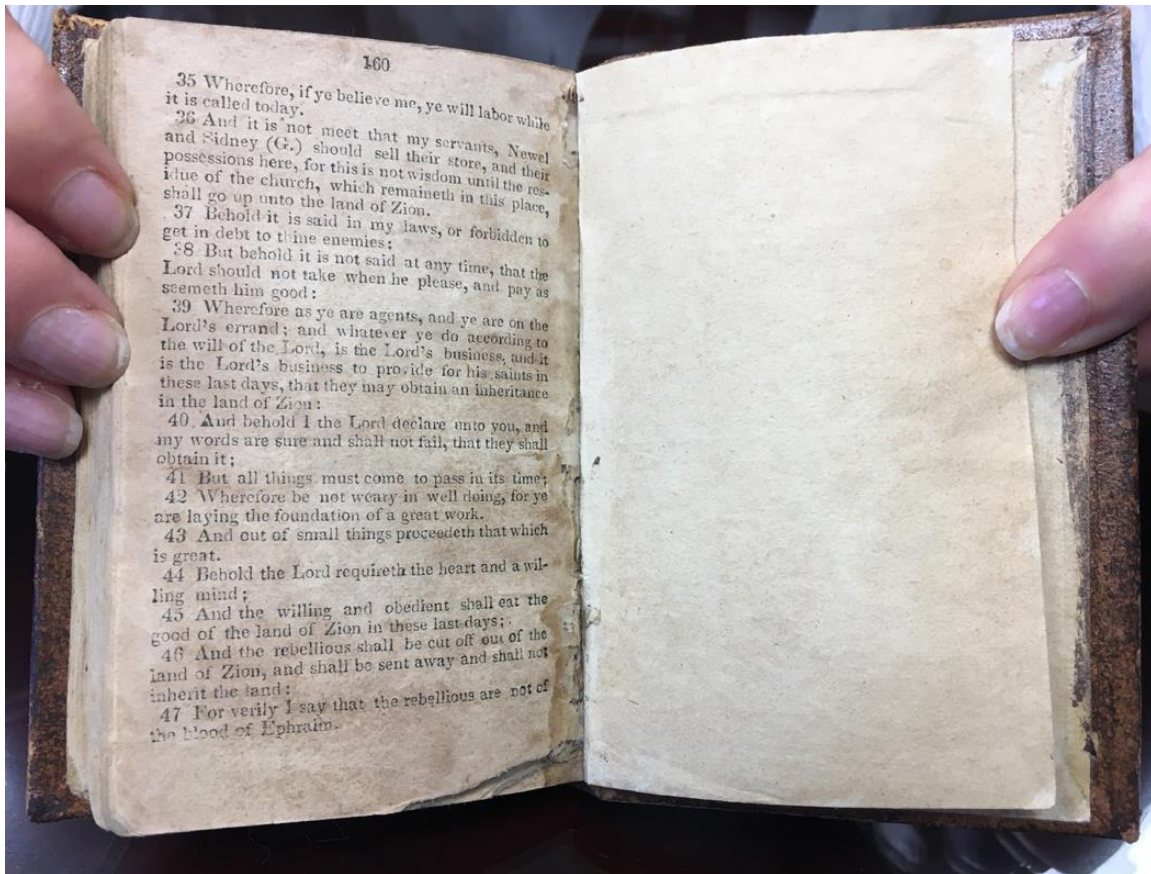 160
35 Wherefore, if ye believe me, ye will labor while
it is called today.
36 And it is not meet that my servants, Newel
and Sidney (G.) should sell their store, and their
possessions here, for this is not wisdom until the res-
idue of the church, which remaineth in this place,
shall go up unto the land of Zion.
37 Behold it is said in my laws, or forbidden to
get in debt to thine enemies;
38 But behold it is not said at any time, that the
Lord should not take when he please, and pay as
seemeth him good:
39 Wherefore as ye are agents, and ye are on the
Lord's errand; and whatever ye do according to
the will of the Lord, is the Lord's business, and it
is the Lord's business to provide for his saints in
these last days, that they may obtain an inheritance
in the land of Zion:
40 And behold I the Lord declare unto you, and
my words are sure and shall not fail, that they shall
obtain it;
41 But all things must come to pass in its time;
42 Wherefore be not weary in well doing, for ye
are laying the foundation of a great work.
43 And out of small things proceedeth that which
is great.
44 Behold the Lord requireth the heart and a wil-
ling mind;
45 And the willing and obedient shall eat the
good of the land of Zion in these last days;
46 And the rebellious shall be cut off out of the
land of Zion, and shall be sent away and shall not
inherit the land:
47 For verily I say that the rebellious are not of
the blood of Ephraim.